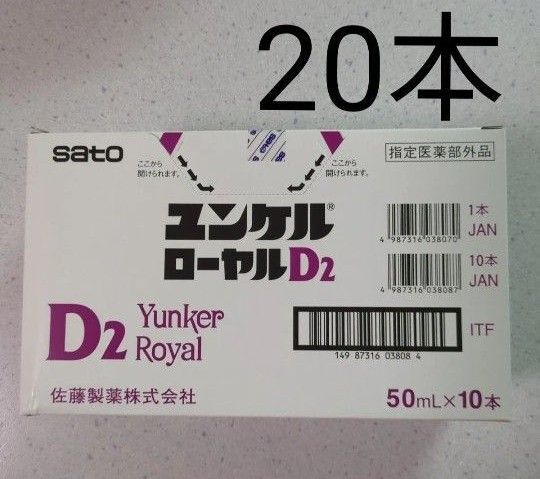 20本
sato
指定医薬部外品
ここから
開けられます。
ここから
開けられます。
ユンケル®
ローヤルD2
1本
JAN
4 987316 038070
10本
JAN
4 987316 038087
D2 Yunker
Royal
ITF
149 87316 03808 4
佐藤製薬株式会社
50mL×10本